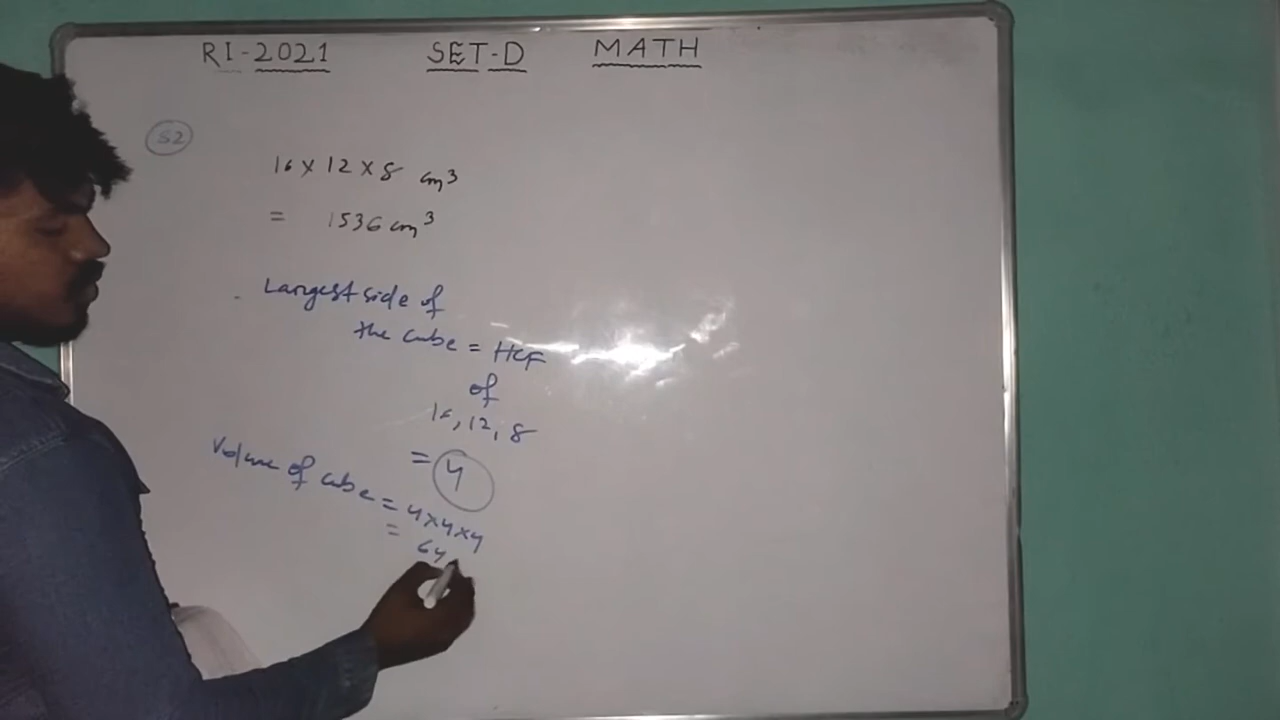 RI-2021 SET-D MATH
52
16 x 12 x 8 cm³
= 1536 cm³
Largest side of
the cube = HCF
of
16, 12, 8
= 4
Volume of cube = 4x4x4
= 64